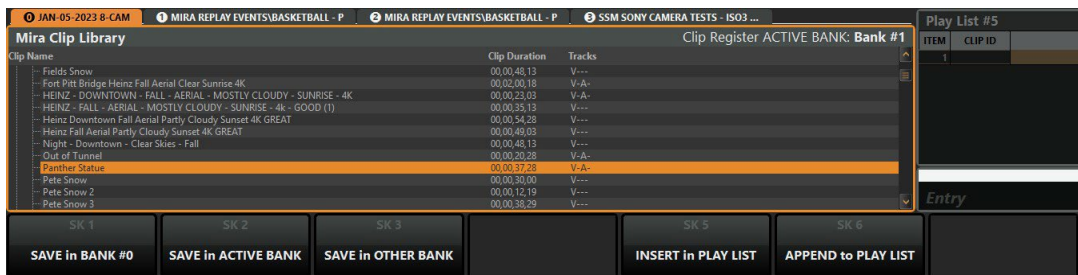 0 JAN-05-2023 8-CAM 1 MIRA REPLAY EVENTS\BASKETBALL - P 2 MIRA REPLAY EVENTS\BASKETBALL - P 3 SSM SONY CAMERA TESTS - ISO3 ... Play List #5
Mira Clip Library Clip Register ACTIVE BANK: Bank #1
ITEM CLIP ID
Clip Name Clip Duration Tracks
1
Fields Snow 00,00,48,13 V---
Fort Pitt Bridge Heinz Fall Aerial Clear Sunrise 4K 00,02,00,18 V-A-
HEINZ - DOWNTOWN - FALL - AERIAL - MOSTLY CLOUDY - SUNRISE - 4K 00,00,23,03 V-A-
HEINZ - FALL - AERIAL - MOSTLY CLOUDY - SUNRISE - 4k - GOOD (1) 00,00,35,13 V---
Heinz Downtown Fall Aerial Partly Cloudy Sunset 4K GREAT 00,00,54,28 V---
Heinz Fall Aerial Partly Cloudy Sunset 4K GREAT 00,00,49,03 V---
Night - Downtown - Clear Skies - Fall 00,00,48,13 V---
Out of Tunnel 00,00,20,28 V-A-
Panther Statue 00,00,37,28 V-A-
Pete Snow 00,00,30,00 V---
Pete Snow 2 00,00,12,19 V---
Pete Snow 3 00,00,38,29 V---
Entry
SK 1 SK 2 SK 3 SK 5 SK 6
SAVE in BANK #0 SAVE in ACTIVE BANK SAVE in OTHER BANK INSERT in PLAY LIST APPEND to PLAY LIST